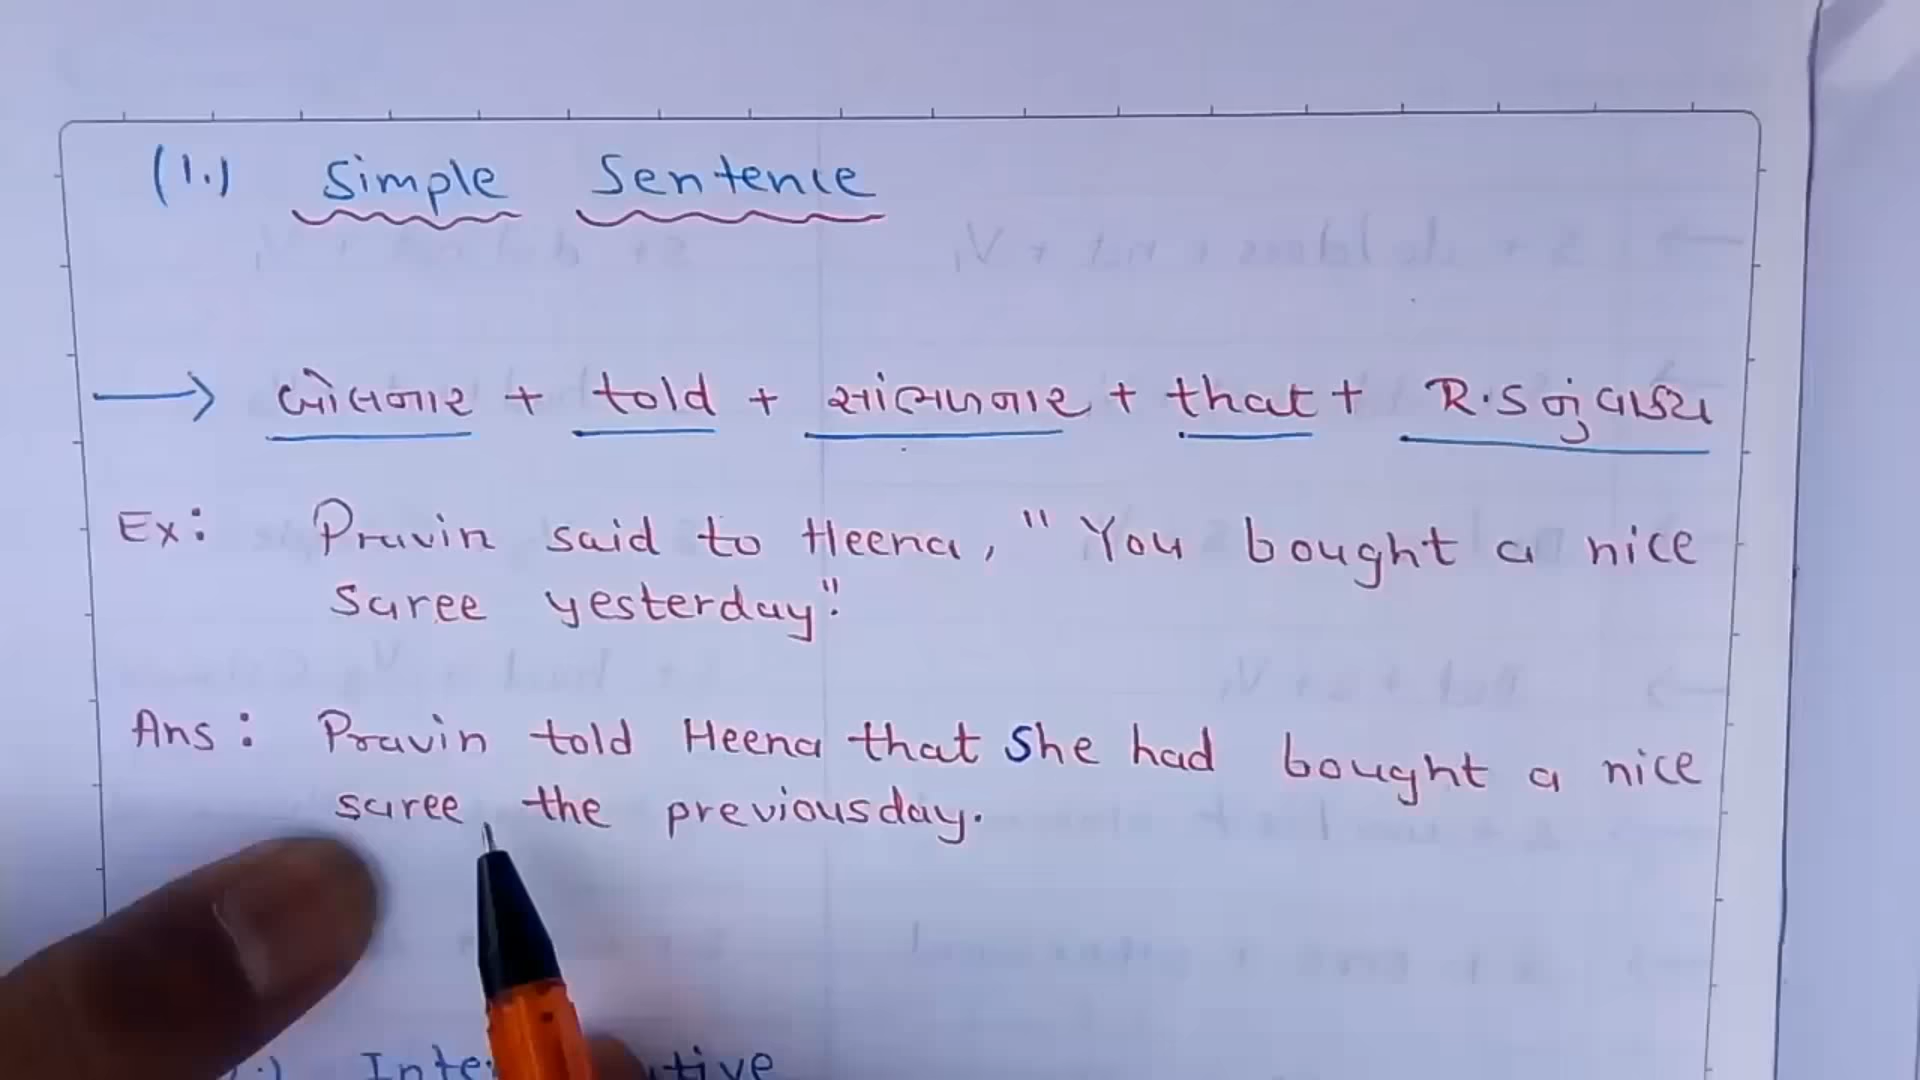 (1.) Simple Sentence
→ બોલનાર + told + સાંભળનાર + that + R.S નું વાક્ય
Ex: Pravin said to Heena, "You bought a nice
saree yesterday."
Ans: Pravin told Heena that She had bought a nice
saree the previousday.